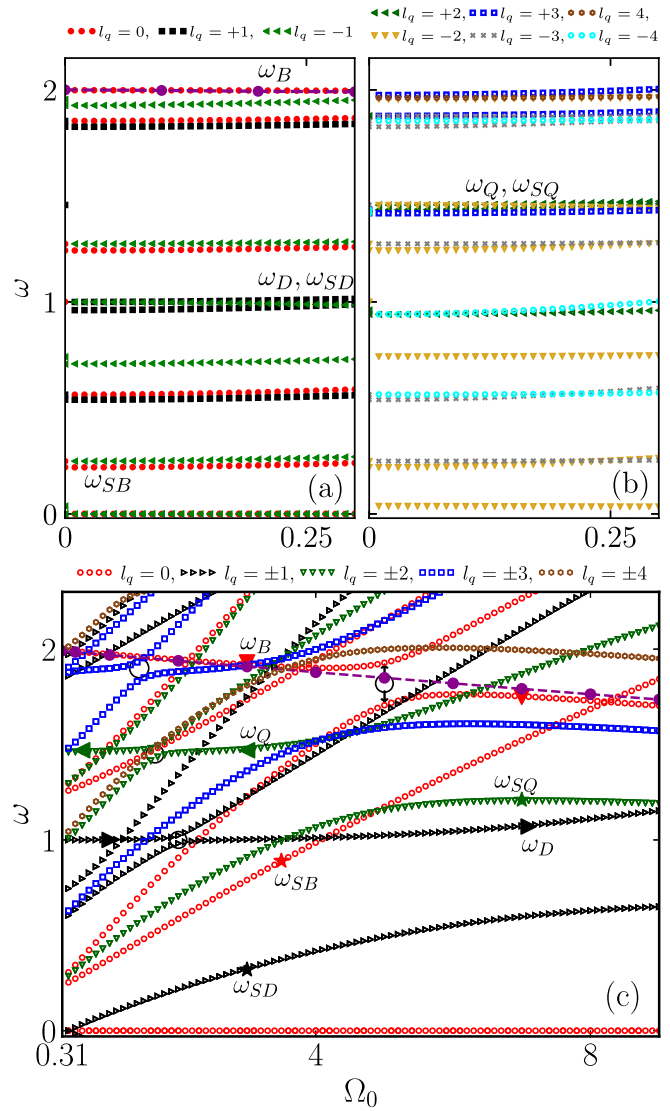 l_q = 0, l_q = +1, l_q = −1
l_q = +2, l_q = +3, l_q = 4,
l_q = −2, l_q = −3, l_q = −4
ω_B
ω_Q, ω_SQ
ω_D, ω_SD
ω_SB
(a)
(b)
2
1
0
ω
0 0.25 0 0.25
l_q = 0, l_q = ±1, l_q = ±2, l_q = ±3, l_q = ±4
ω_B
ω_Q
ω_SQ
ω_D
ω_SB
ω_SD
(c)
2
1
0
ω
0.31 4 8
Ω_0